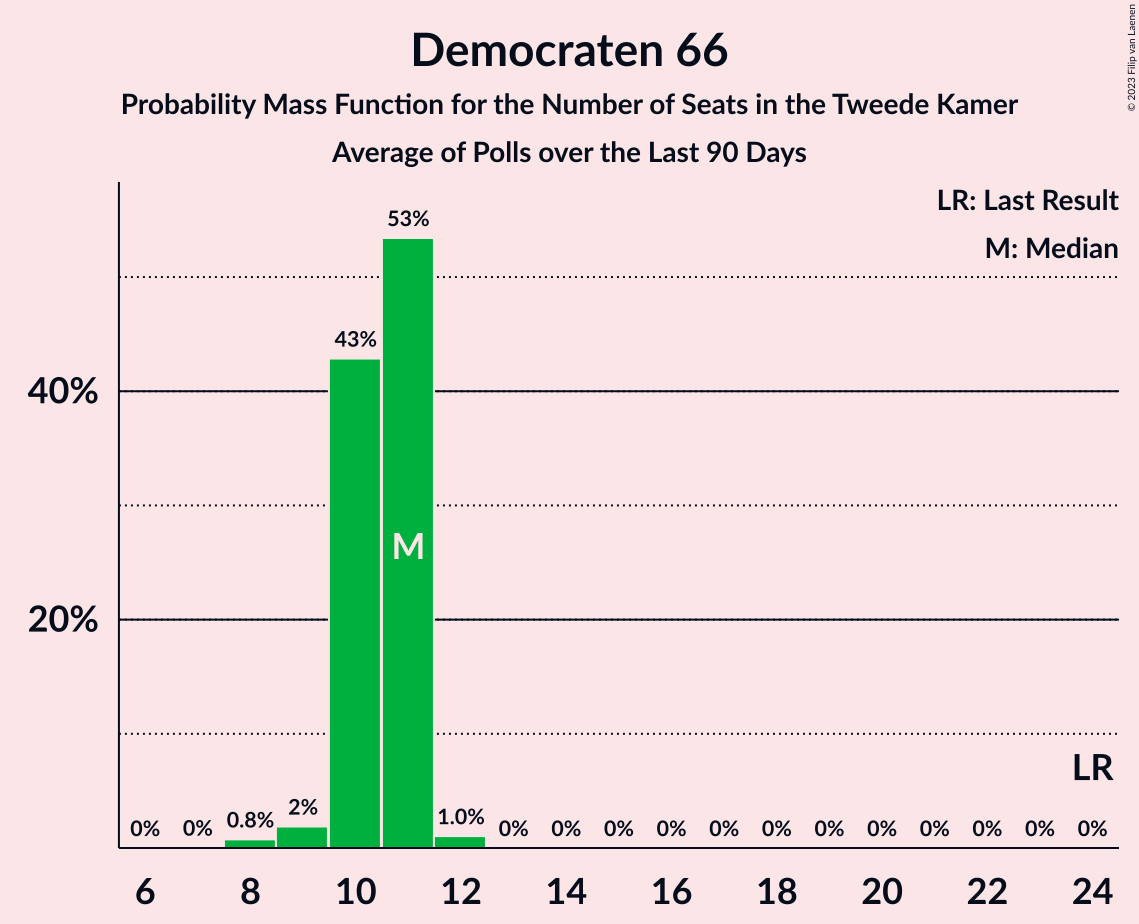 Democraten 66
Probability Mass Function for the Number of Seats in the Tweede Kamer
Average of Polls over the Last 90 Days
© 2023 Filip van Laenen
LR: Last Result
M: Median
53%
43%
40%
M
20%
LR
0% 0% 0.8% 2% 1.0% 0% 0% 0% 0% 0% 0% 0% 0% 0% 0% 0% 0%
6 8 10 12 14 16 18 20 22 24